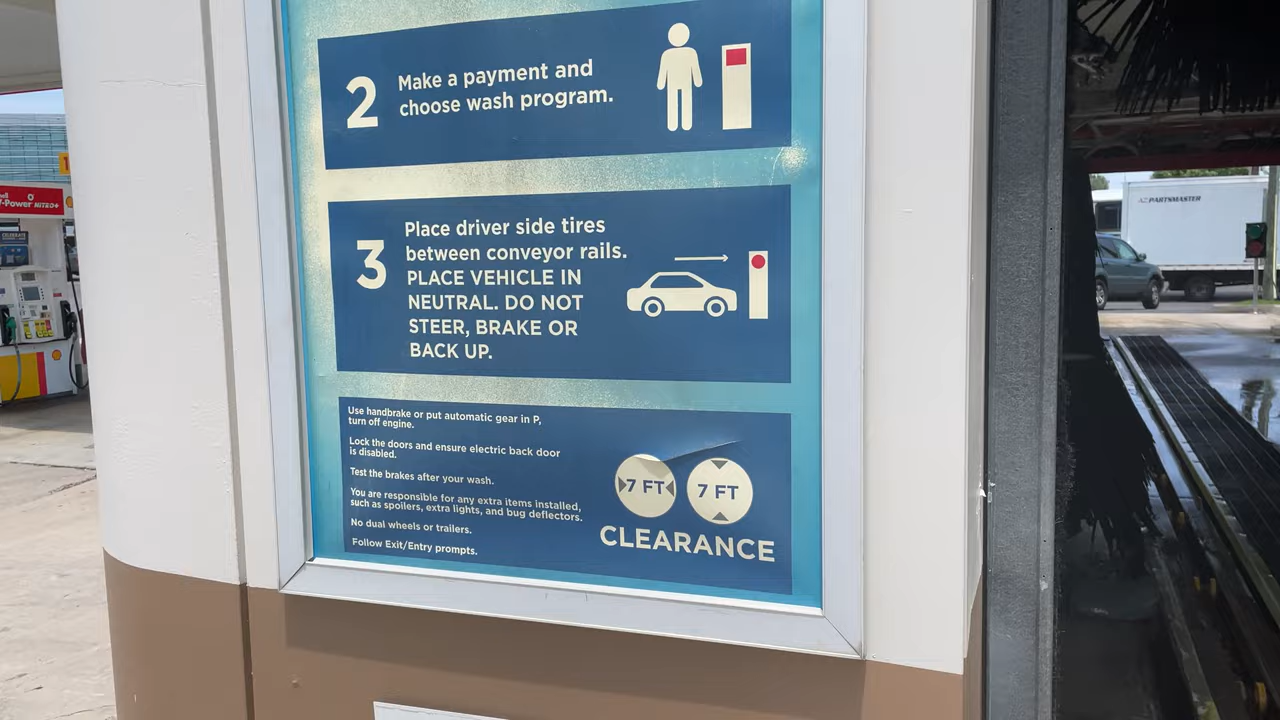 2
Make a payment and
choose wash program.
3
Place driver side tires
between conveyor rails.
PLACE VEHICLE IN
NEUTRAL. DO NOT
STEER, BRAKE OR
BACK UP.
Use handbrake or put automatic gear in P,
turn off engine.
Lock the doors and ensure electric back door
is disabled.
Test the brakes after your wash.
You are responsible for any extra items installed,
such as spoilers, extra lights, and bug deflectors.
No dual wheels or trailers.
Follow Exit/Entry prompts.
7 FT
7 FT
CLEARANCE
V-Power NITRO+
CELEBRATE
PARTSMASTER